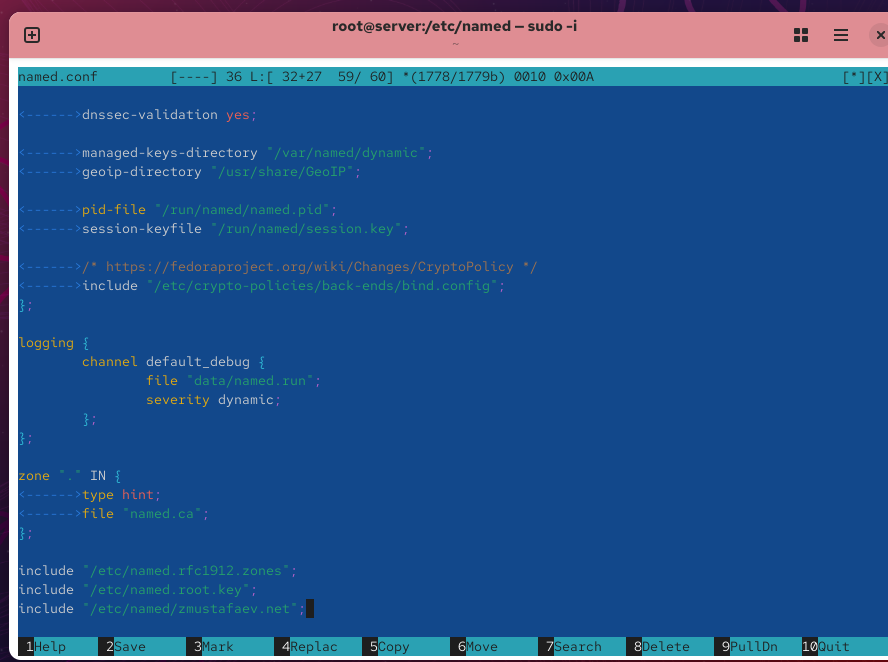 root@server:/etc/named — sudo -i
~
named.conf         [----] 36 L:[ 32+27  59/ 60] *(1778/1779b) 0010 0x00A [*][X]
<------>dnssec-validation yes;
<------>managed-keys-directory "/var/named/dynamic";
<------>geoip-directory "/usr/share/GeoIP";
<------>pid-file "/run/named/named.pid";
<------>session-keyfile "/run/named/session.key";
<------>/* https://fedoraproject.org/wiki/Changes/CryptoPolicy */
<------>include "/etc/crypto-policies/back-ends/bind.config";
};
logging {
        channel default_debug {
                file "data/named.run";
                severity dynamic;
        };
};
zone "." IN {
<------>type hint;
<------>file "named.ca";
};
include "/etc/named.rfc1912.zones";
include "/etc/named.root.key";
include "/etc/named/zmustafaev.net";
1Help 2Save 3Mark 4Replac 5Copy 6Move 7Search 8Delete 9PullDn 10Quit